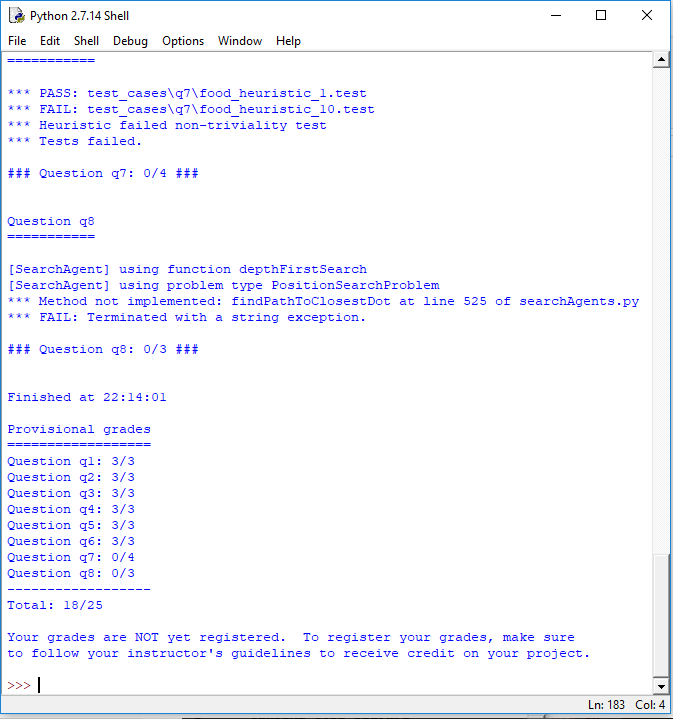 Python 2.7.14 Shell
File Edit Shell Debug Options Window Help
===========
*** PASS: test_cases\q7\food_heuristic_1.test
*** FAIL: test_cases\q7\food_heuristic_10.test
*** Heuristic failed non-triviality test
*** Tests failed.
### Question q7: 0/4 ###
Question q8
===========
[SearchAgent] using function depthFirstSearch
[SearchAgent] using problem type PositionSearchProblem
*** Method not implemented: findPathToClosestDot at line 525 of searchAgents.py
*** FAIL: Terminated with a string exception.
### Question q8: 0/3 ###
Finished at 22:14:01
Provisional grades
==================
Question q1: 3/3
Question q2: 3/3
Question q3: 3/3
Question q4: 3/3
Question q5: 3/3
Question q6: 3/3
Question q7: 0/4
Question q8: 0/3
------------------
Total: 18/25
Your grades are NOT yet registered.  To register your grades, make sure
to follow your instructor's guidelines to receive credit on your project.
>>>
Ln: 183 Col: 4